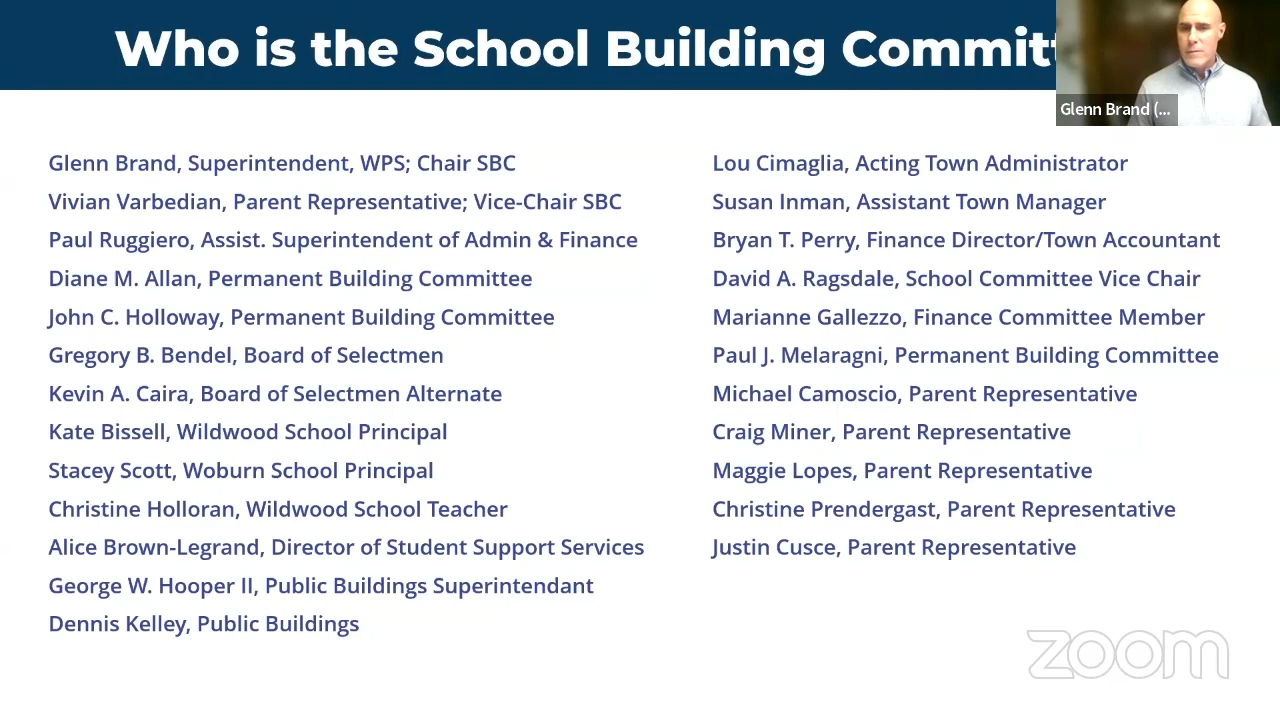 Who is the School Building Committ
Glenn Brand (...
Glenn Brand, Superintendent, WPS; Chair SBC
Vivian Varbedian, Parent Representative; Vice-Chair SBC
Paul Ruggiero, Assist. Superintendent of Admin & Finance
Diane M. Allan, Permanent Building Committee
John C. Holloway, Permanent Building Committee
Gregory B. Bendel, Board of Selectmen
Kevin A. Caira, Board of Selectmen Alternate
Kate Bissell, Wildwood School Principal
Stacey Scott, Woburn School Principal
Christine Holloran, Wildwood School Teacher
Alice Brown-Legrand, Director of Student Support Services
George W. Hooper II, Public Buildings Superintendant
Dennis Kelley, Public Buildings
Lou Cimaglia, Acting Town Administrator
Susan Inman, Assistant Town Manager
Bryan T. Perry, Finance Director/Town Accountant
David A. Ragsdale, School Committee Vice Chair
Marianne Gallezzo, Finance Committee Member
Paul J. Melaragni, Permanent Building Committee
Michael Camoscio, Parent Representative
Craig Miner, Parent Representative
Maggie Lopes, Parent Representative
Christine Prendergast, Parent Representative
Justin Cusce, Parent Representative
zoom